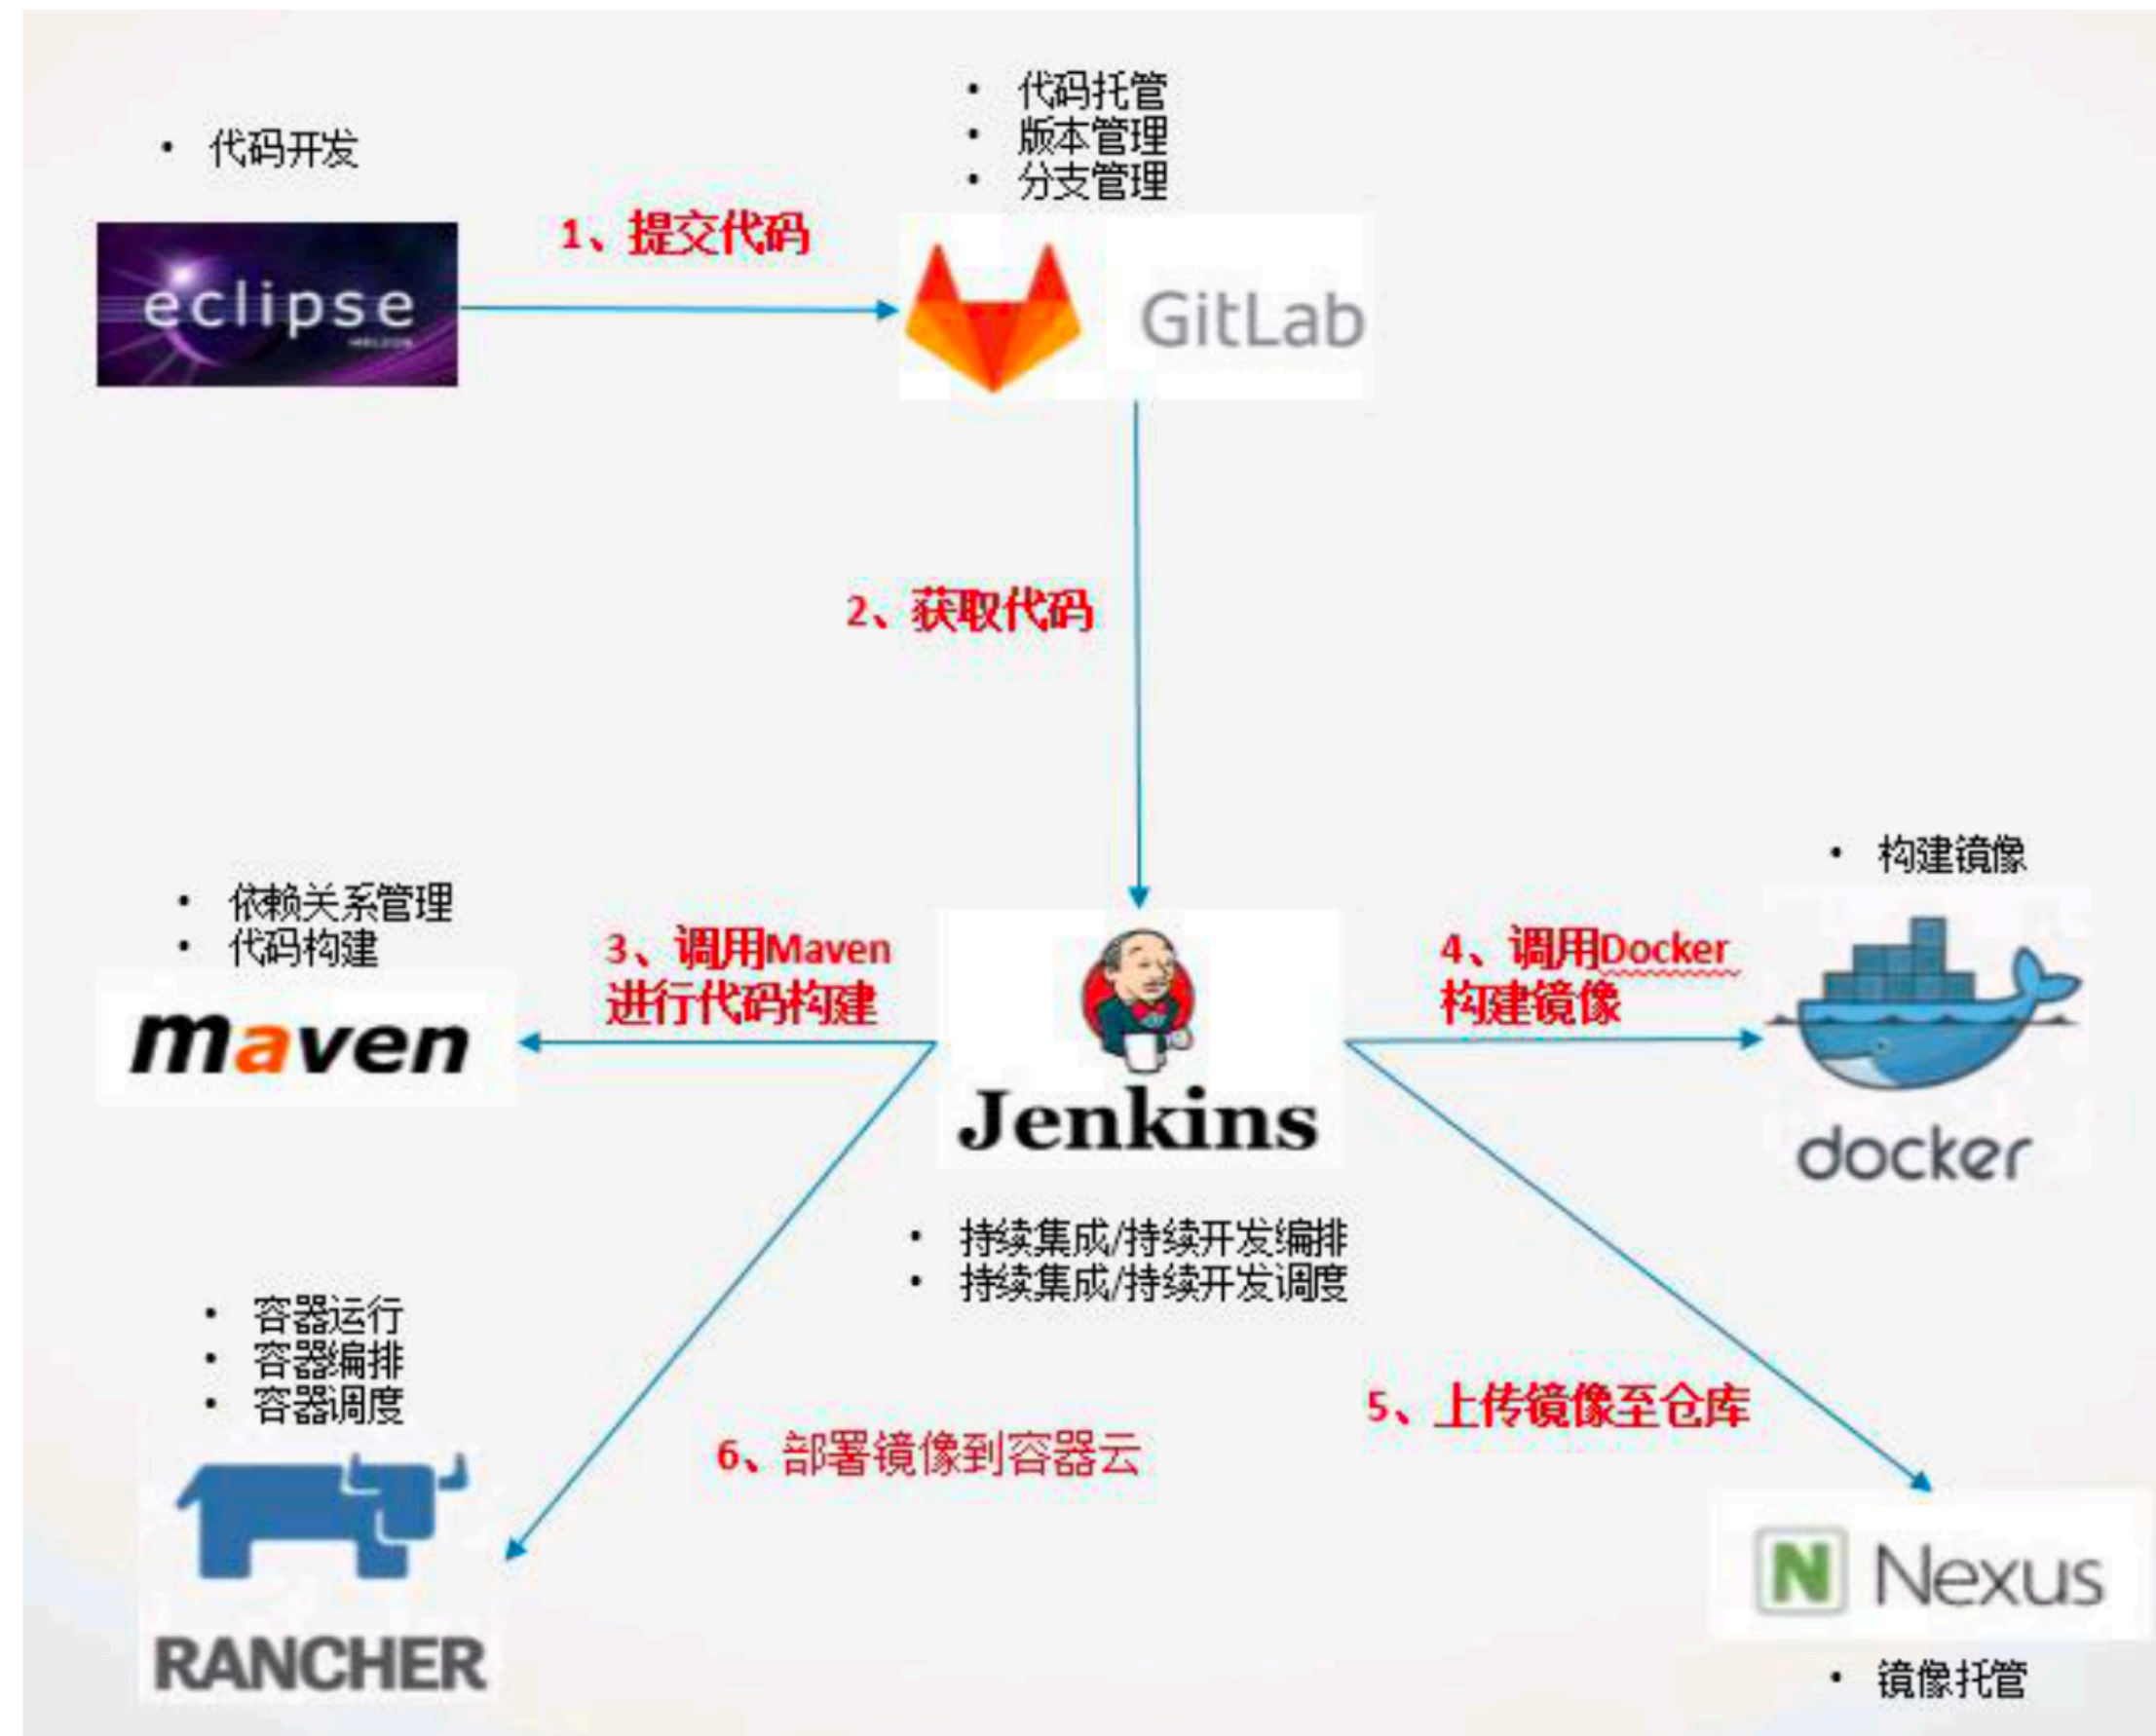 • 代码开发
eclipse
1、提交代码
• 代码托管
• 版本管理
• 分支管理
GitLab
2、获取代码
• 依赖关系管理
• 代码构建
maven
3、调用Maven
进行代码构建
Jenkins
• 持续集成/持续开发编排
• 持续集成/持续开发调度
4、调用Docker
构建镜像
• 构建镜像
docker
• 容器运行
• 容器编排
• 容器调度
RANCHER
6、部署镜像到容器云
5、上传镜像至仓库
N Nexus
• 镜像托管